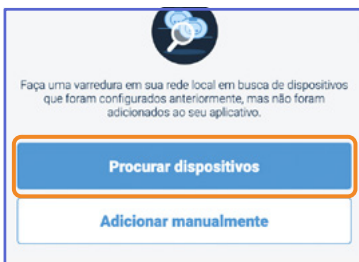 Faça uma varredura em sua rede local em busca de dispositivos
que foram configurados anteriormente, mas não foram
adicionados ao seu aplicativo.
Procurar dispositivos
Adicionar manualmente